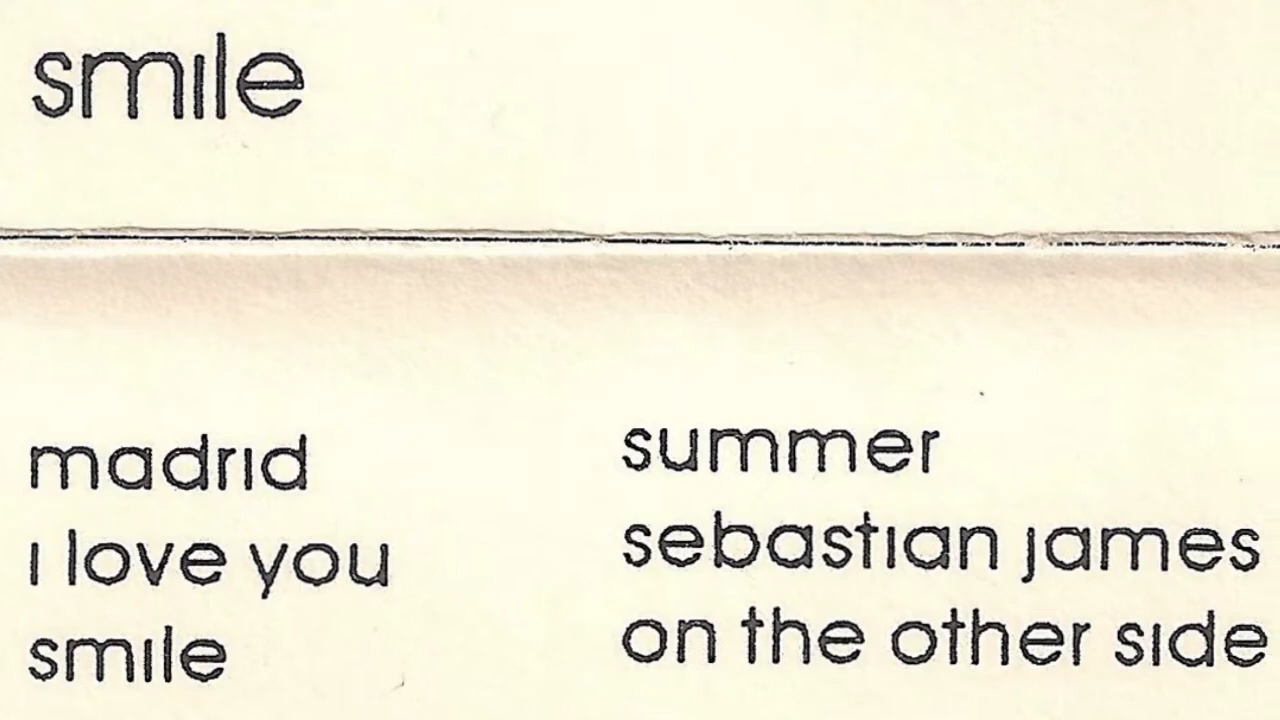 smile
madrid
i love you
smile
summer
sebastian james
on the other side